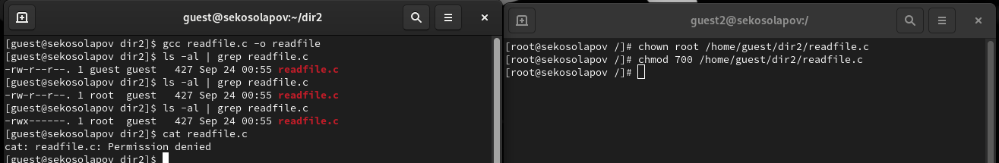 guest@sekosolapov:~/dir2
[guest@sekosolapov dir2]$ gcc readfile.c -o readfile
[guest@sekosolapov dir2]$ ls -al | grep readfile.c
-rw-r--r--. 1 guest guest   427 Sep 24 00:55 readfile.c
[guest@sekosolapov dir2]$ ls -al | grep readfile.c
-rw-r--r--. 1 root  guest   427 Sep 24 00:55 readfile.c
[guest@sekosolapov dir2]$ ls -al | grep readfile.c
-rwx------. 1 root  guest   427 Sep 24 00:55 readfile.c
[guest@sekosolapov dir2]$ cat readfile.c
cat: readfile.c: Permission denied
[guest@sekosolapov dir2]$
guest2@sekosolapov:/
[root@sekosolapov /]# chown root /home/guest/dir2/readfile.c
[root@sekosolapov /]# chmod 700 /home/guest/dir2/readfile.c
[root@sekosolapov /]#